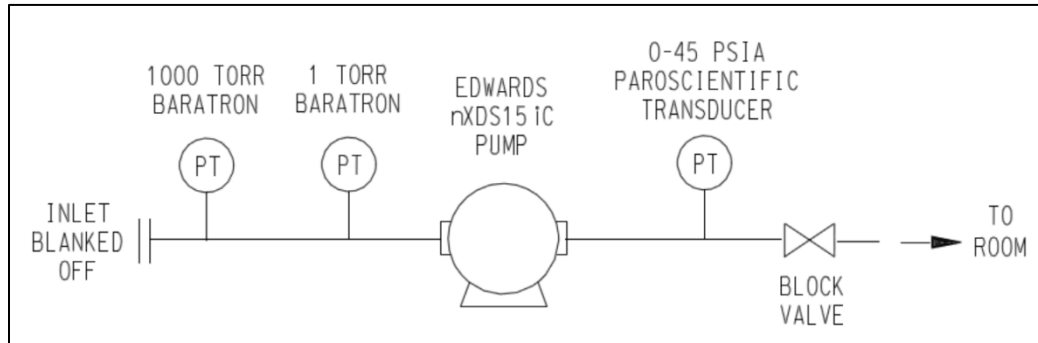 1000 TORR
BARATRON
PT
1 TORR
BARATRON
PT
EDWARDS
nXDS15iC
PUMP
0-45 PSIA
PAROSCIENTIFIC
TRANSDUCER
PT
INLET
BLANKED
OFF
BLOCK
VALVE
TO
ROOM